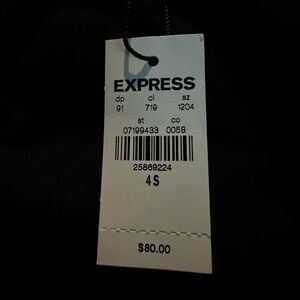 EXPRESS
dp cl sz
91 719 1204
st co
07199433 0058
25869224
4S
$80.00